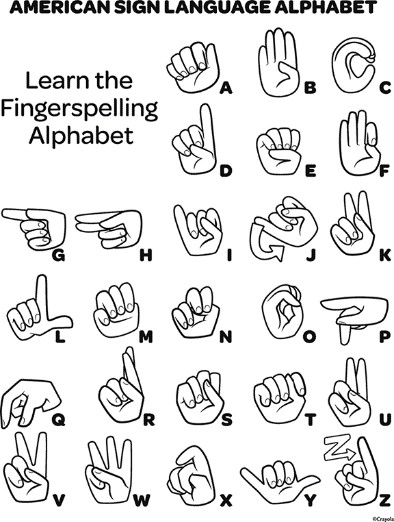 AMERICAN SIGN LANGUAGE ALPHABET
Learn the
Fingerspelling
Alphabet
A B C
D E F
G H I J K
L M N O P
Q R S T U
V W X Y Z
©Crayola